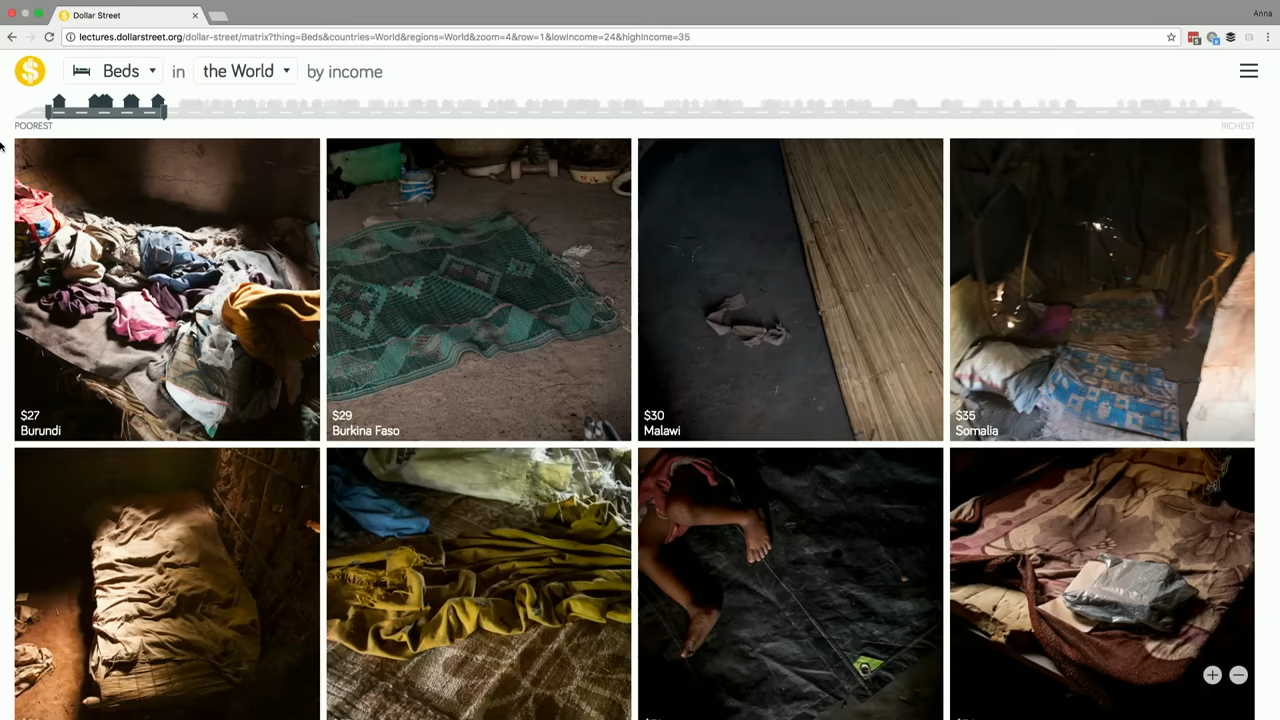 Dollar Street
Anna
lectures.dollarstreet.org/dollar-street/matrix?thing=Beds&countries=World&regions=World&zoom=4&row=1&lowIncome=24&highIncome=35
$ Beds in the World by income
POOREST RICHEST
$27
Burundi
$29
Burkina Faso
$30
Malawi
$35
Somalia